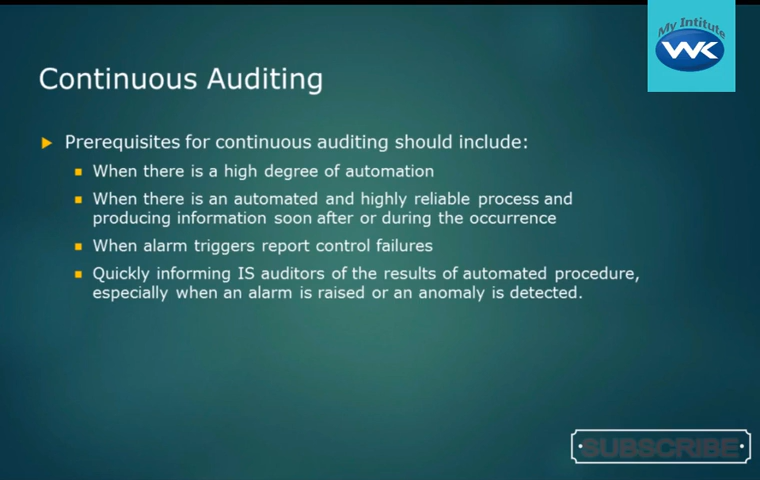 My Intitute
VVK
Continuous Auditing
Prerequisites for continuous auditing should include:
When there is a high degree of automation
When there is an automated and highly reliable process and
producing information soon after or during the occurrence
When alarm triggers report control failures
Quickly informing IS auditors of the results of automated procedure,
especially when an alarm is raised or an anomaly is detected.
SUBSCRIBE